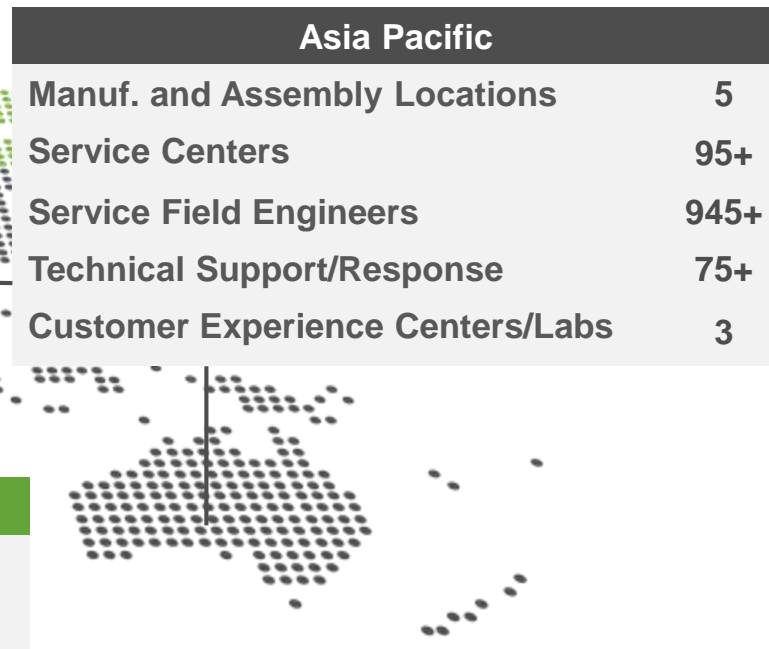 Asia Pacific
Manuf. and Assembly Locations 5
Service Centers 95+
Service Field Engineers 945+
Technical Support/Response 75+
Customer Experience Centers/Labs 3